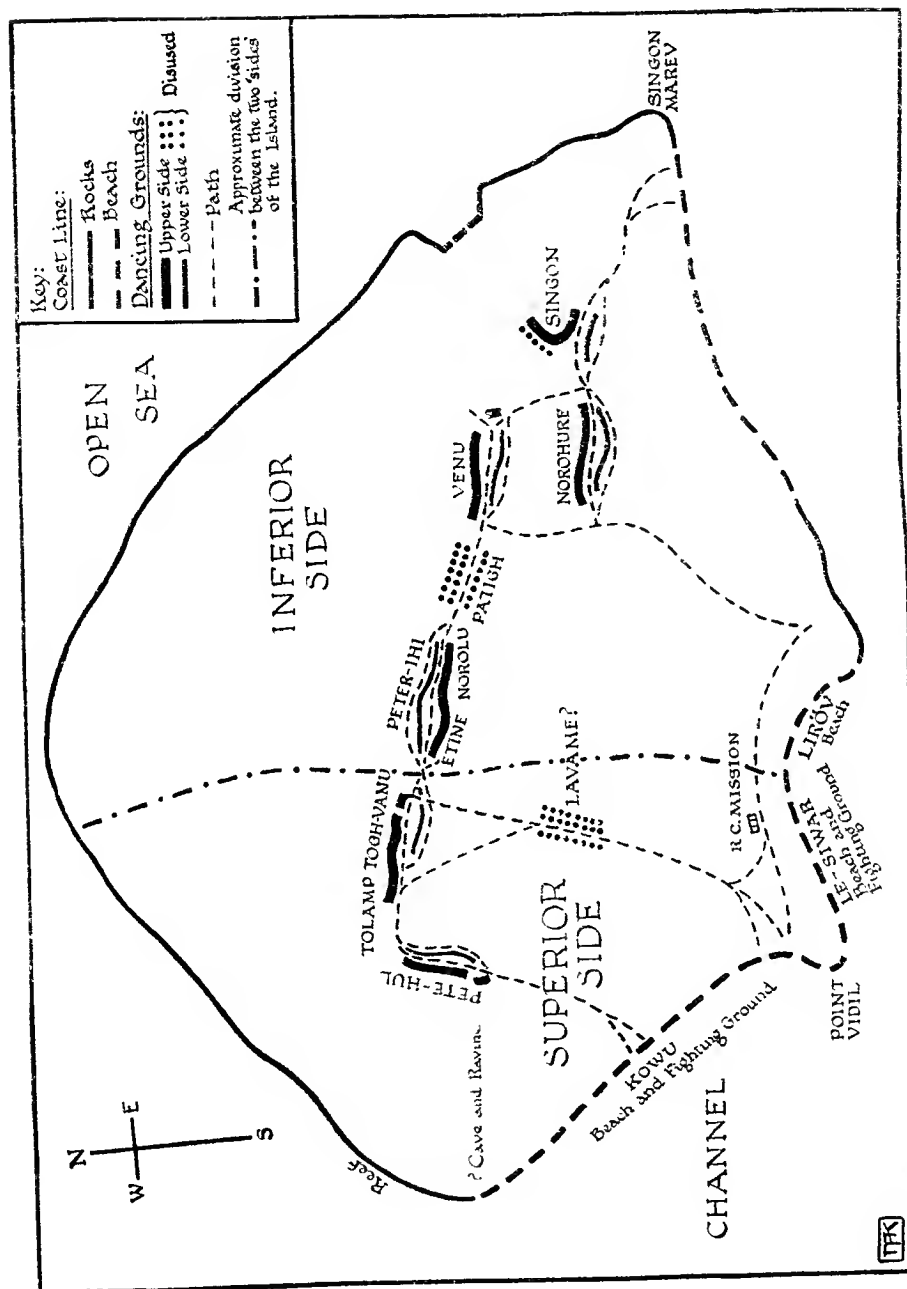 Key:
Coast Line:
Rocks
Beach
Dancing Grounds:
Upper Side
Lower Side
Disused
Path
Approximate division
between the two 'sides'
of the Island.
OPEN
SEA
N
W E
S
INFERIOR
SIDE
SINGON
MAREV
SINGON
VENU
NOROHURE
PATIGH
PETER-IHI
ETINE NOROLU
TOLAMP TOGH-VANU
LAVAME?
PETE-HUL
SUPERIOR
SIDE
? Cave and Ravine
Reef
R.C. MISSION
KOWU
Beach and Fighting Ground
CHANNEL
POINT
VIDIL
LE-SIWAR
Beach and
Fighting Ground
LIRÖV
Beach